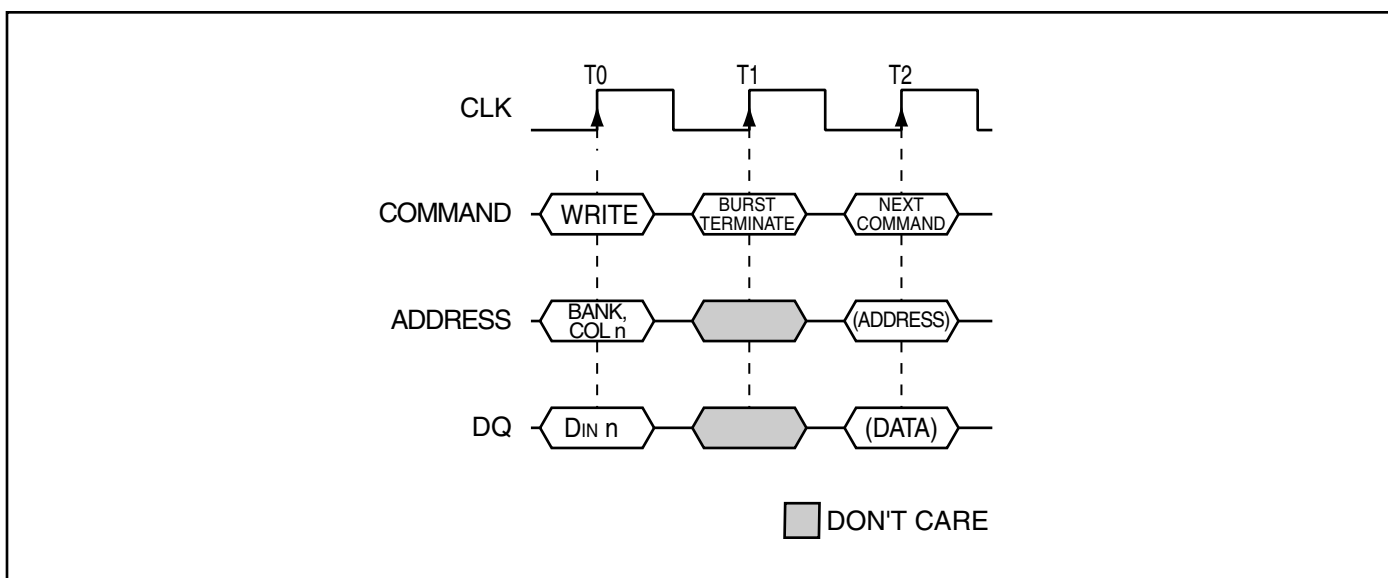 T0 T1 T2
CLK
COMMAND WRITE BURST TERMINATE NEXT COMMAND
ADDRESS BANK, COL n (ADDRESS)
DQ DIN n (DATA)
DON'T CARE